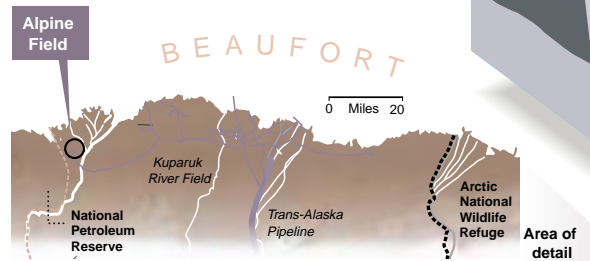 Alpine
Field
BEAUFORT
0 Miles 20
Kuparuk
River Field
National
Petroleum
Reserve
Trans-Alaska
Pipeline
Arctic
National
Wildlife
Refuge
Area of
detail